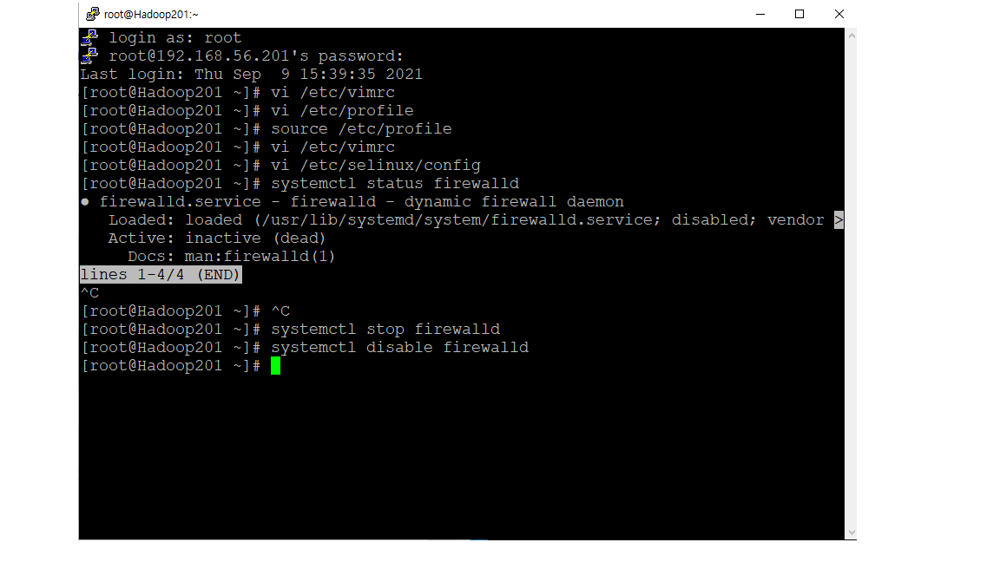 root@Hadoop201:~
login as: root
root@192.168.56.201's password:
Last login: Thu Sep  9 15:39:35 2021
[root@Hadoop201 ~]# vi /etc/vimrc
[root@Hadoop201 ~]# vi /etc/profile
[root@Hadoop201 ~]# source /etc/profile
[root@Hadoop201 ~]# vi /etc/vimrc
[root@Hadoop201 ~]# vi /etc/selinux/config
[root@Hadoop201 ~]# systemctl status firewalld
● firewalld.service - firewalld - dynamic firewall daemon
   Loaded: loaded (/usr/lib/systemd/system/firewalld.service; disabled; vendor >
   Active: inactive (dead)
     Docs: man:firewalld(1)
lines 1-4/4 (END)
^C
[root@Hadoop201 ~]# ^C
[root@Hadoop201 ~]# systemctl stop firewalld
[root@Hadoop201 ~]# systemctl disable firewalld
[root@Hadoop201 ~]#